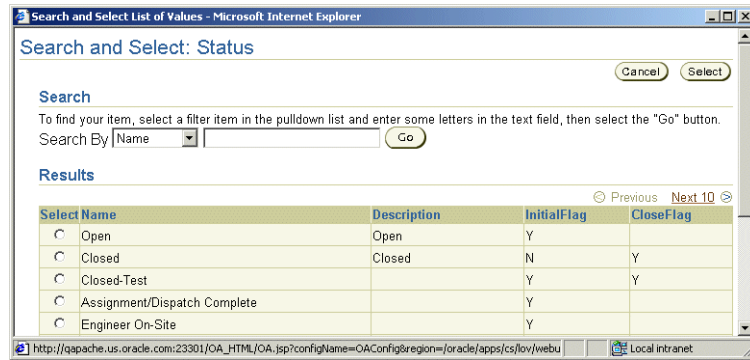 Search and Select List of Values - Microsoft Internet Explorer
Search and Select: Status
Cancel Select
Search
To find your item, select a filter item in the pulldown list and enter some letters in the text field, then select the "Go" button.
Search By Name Go
Results
Previous Next 10
Select Name Description InitialFlag CloseFlag
Open Open Y
Closed Closed N Y
Closed-Test Y Y
Assignment/Dispatch Complete Y
Engineer On-Site Y
http://qapache.us.oracle.com:23301/OA_HTML/OA.jsp?configName=OAConfig&region=/oracle/apps/cs/lov/webu Local intranet